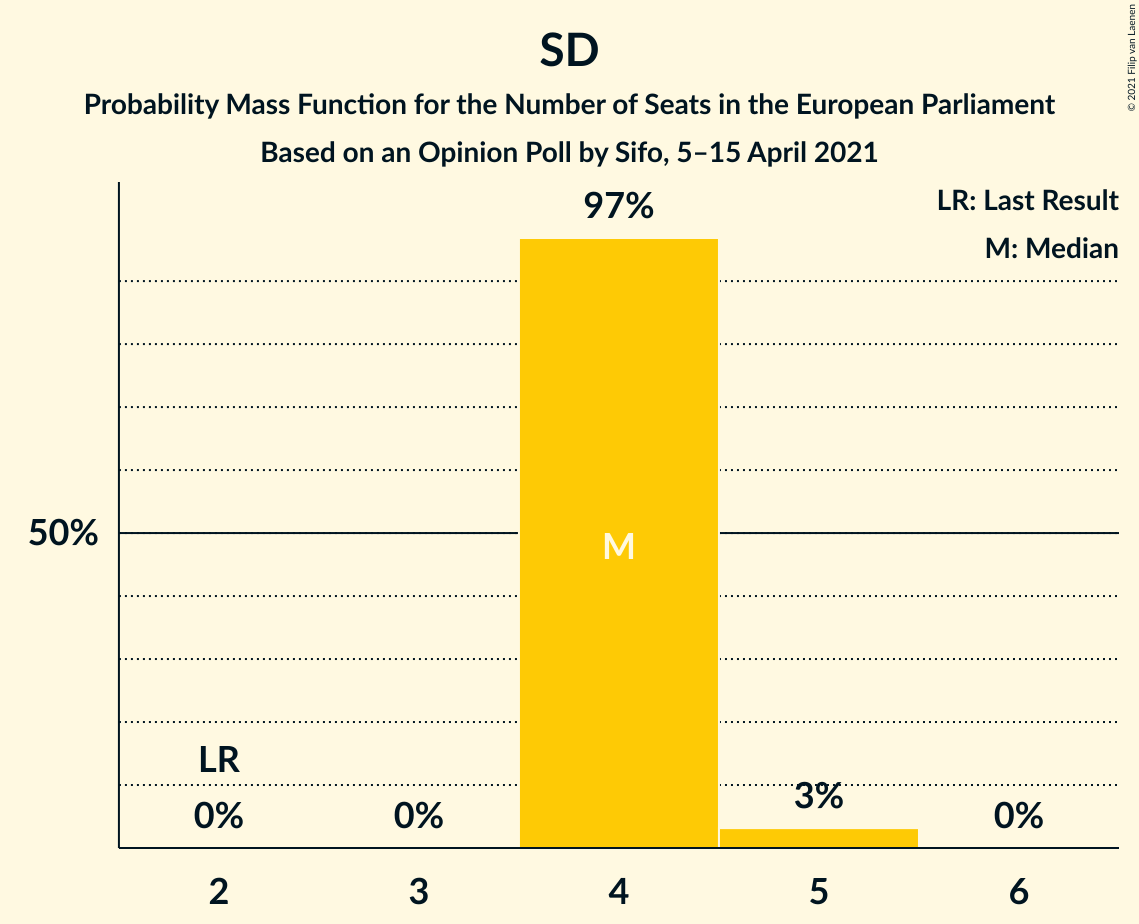 SD
Probability Mass Function for the Number of Seats in the European Parliament
Based on an Opinion Poll by Sifo, 5–15 April 2021
© 2021 Filip van Laenen
LR: Last Result
M: Median
97%
50%
M
LR
0%
0%
3%
0%
2
3
4
5
6